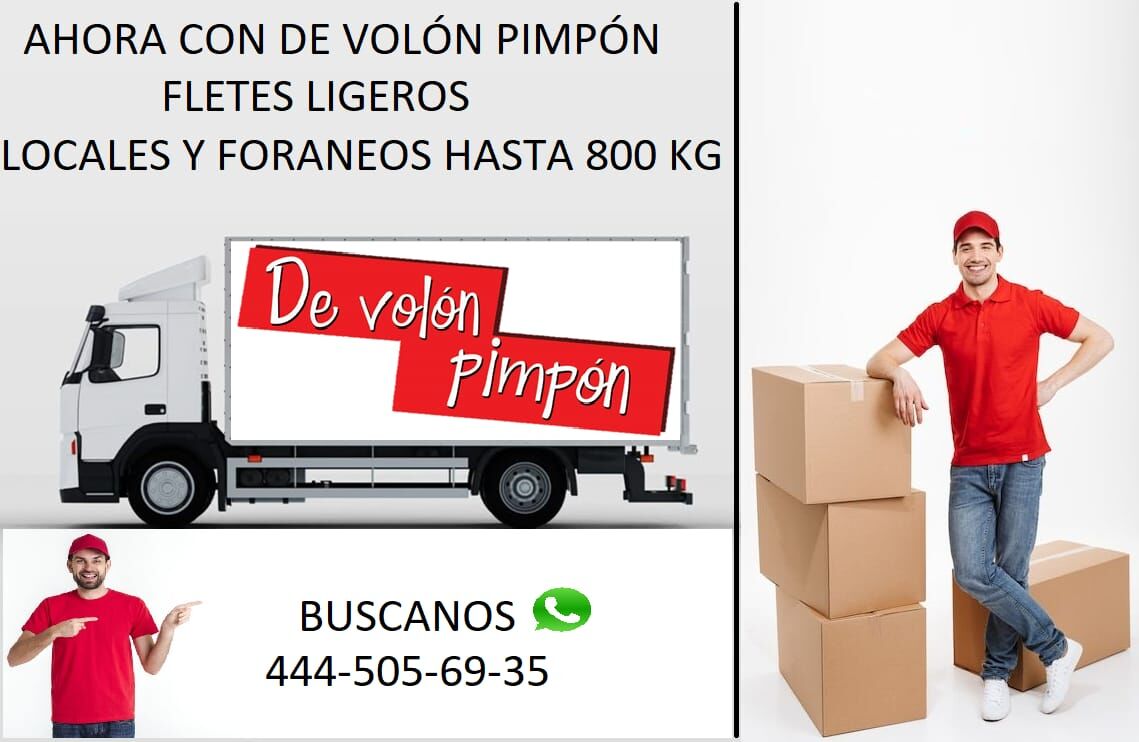 AHORA CON DE VOLÓN PIMPÓN
FLETES LIGEROS
LOCALES Y FORANEOS HASTA 800 KG
De volón
pimpón
BUSCANOS
444-505-69-35